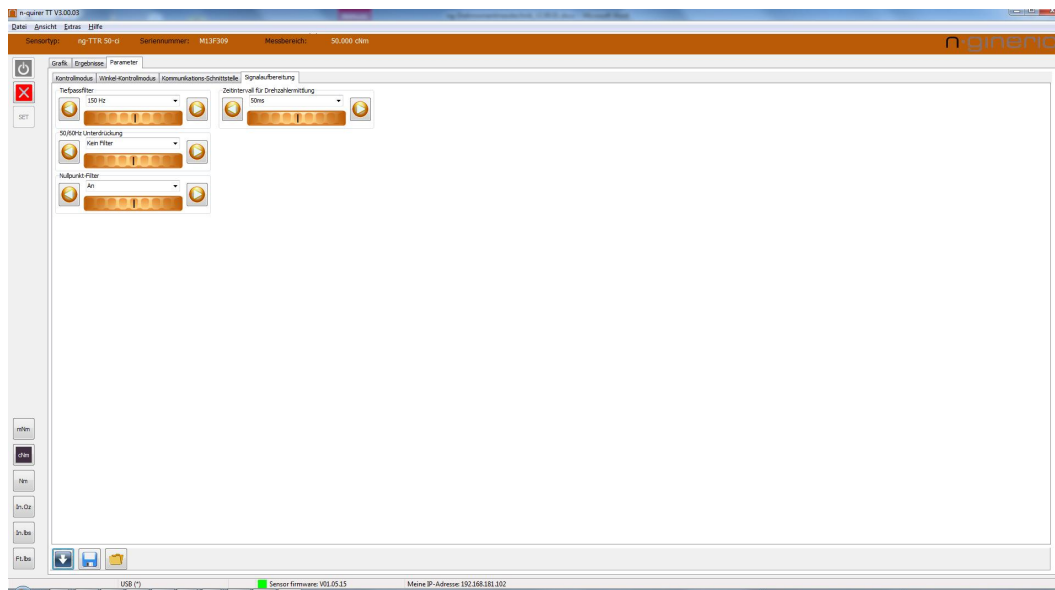 n-quirer TT V3.00.03
Datei Ansicht Extras Hilfe
Sensortyp: ng-TTR 50-ci Seriennummer: M13F309 Messbereich: 50.000 cNm
n-gineric
Grafik Ergebnisse Parameter
Kontrollmodus Winkel-Kontrollmodus Kommunikations-Schnittstelle Signalaufbereitung
Tiefpassfilter
150 Hz
Zeitintervall für Drehzahlermittlung
50ms
50/60Hz Unterdrückung
Kein Filter
Nullpunkt-Filter
An
SET
mNm
cNm
Nm
In.Oz
In.lbs
Ft.lbs
USB (*) Sensor firmware: V01.05.15 Meine IP-Adresse: 192.168.181.102